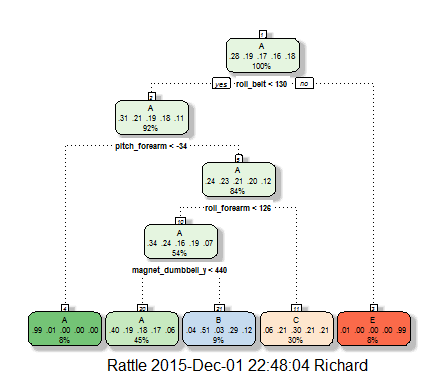 1
A
.28 .19 .17 .16 .18
100%
yes roll_belt < 130 no
2
A
.31 .21 .19 .18 .11
92%
pitch_forearm < -34
5
A
.24 .23 .21 .20 .12
84%
roll_forearm < 126
10
A
.34 .24 .16 .19 .07
54%
magnet_dumbbell_y < 440
4 20 21 11 3
A A B C E
.99 .01 .00 .00 .00 .40 .19 .18 .17 .06 .04 .51 .03 .29 .12 .06 .21 .30 .21 .21 .01 .00 .00 .00 .99
8% 45% 9% 30% 8%
Rattle 2015-Dec-01 22:48:04 Richard